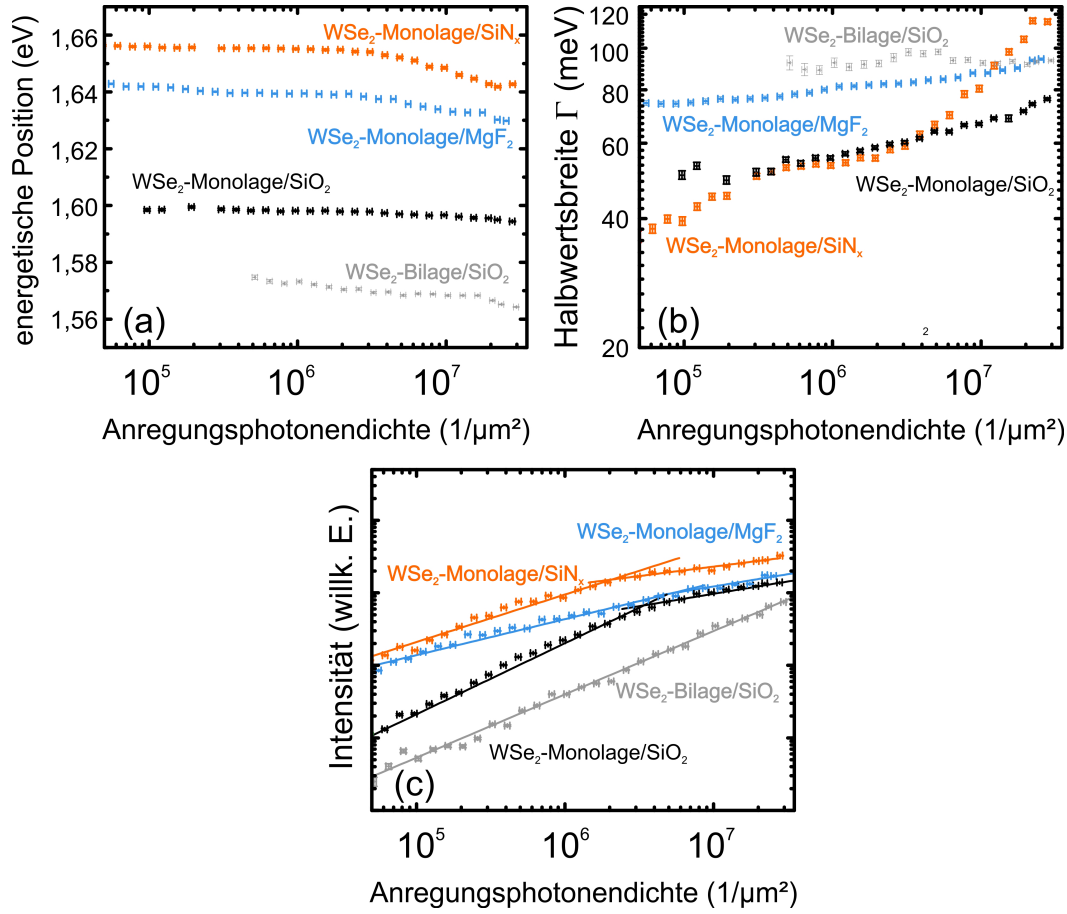 energetische Position (eV)
1,66
1,64
1,62
1,60
1,58
1,56
WSe₂-Monolage/SiNₓ
WSe₂-Monolage/MgF₂
WSe₂-Monolage/SiO₂
WSe₂-Bilage/SiO₂
(a)
10⁵ 10⁶ 10⁷
Anregungsphotonendichte (1/µm²)
Halbwertsbreite Γ (meV)
120
100
80
60
40
20
WSe₂-Bilage/SiO₂
WSe₂-Monolage/MgF₂
WSe₂-Monolage/SiO₂
WSe₂-Monolage/SiNₓ
(b)
2
10⁵ 10⁶ 10⁷
Anregungsphotonendichte (1/µm²)
Intensität (willk. E.)
WSe₂-Monolage/MgF₂
WSe₂-Monolage/SiNₓ
WSe₂-Bilage/SiO₂
WSe₂-Monolage/SiO₂
(c)
10⁵ 10⁶ 10⁷
Anregungsphotonendichte (1/µm²)